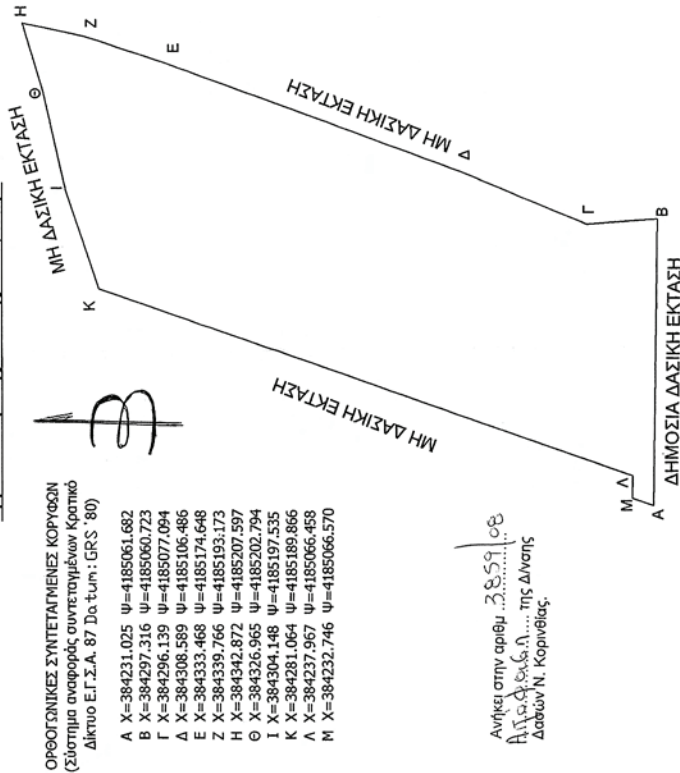 ΟΡΘΟΓΩΝΙΚΕΣ ΣΥΝΤΕΤΑΓΜΕΝΕΣ ΚΟΡΥΦΩΝ
(Σύστημα αναφοράς συντεταγμένων Κρατικό
Δίκτυο Ε.Γ.Σ.Α. 87 Datum: GRS '80)
Α Χ=384231.025 Ψ=4185061.682
Β Χ=384297.316 Ψ=4185060.723
Γ Χ=384296.139 Ψ=4185077.094
Δ Χ=384308.589 Ψ=4185106.486
Ε Χ=384333.468 Ψ=4185174.648
Ζ Χ=384339.766 Ψ=4185193.173
Η Χ=384342.872 Ψ=4185207.597
Θ Χ=384326.965 Ψ=4185202.794
Ι Χ=384304.148 Ψ=4185197.535
Κ Χ=384281.064 Ψ=4185189.866
Λ Χ=384237.967 Ψ=4185066.458
Μ Χ=384232.746 Ψ=4185066.570
Ανήκει στην αριθμ 3859/08
Απόφαση της Δ/νσης
Δασών Ν. Κορινθίας.
Η
Ζ
Θ
Ε
ΜΗ ΔΑΣΙΚΗ ΕΚΤΑΣΗ
Ι
Κ
ΜΗ ΔΑΣΙΚΗ ΕΚΤΑΣΗ
Δ
ΜΗ ΔΑΣΙΚΗ ΕΚΤΑΣΗ
Γ
Β
Μ Λ
Α
ΔΗΜΟΣΙΑ ΔΑΣΙΚΗ ΕΚΤΑΣΗ